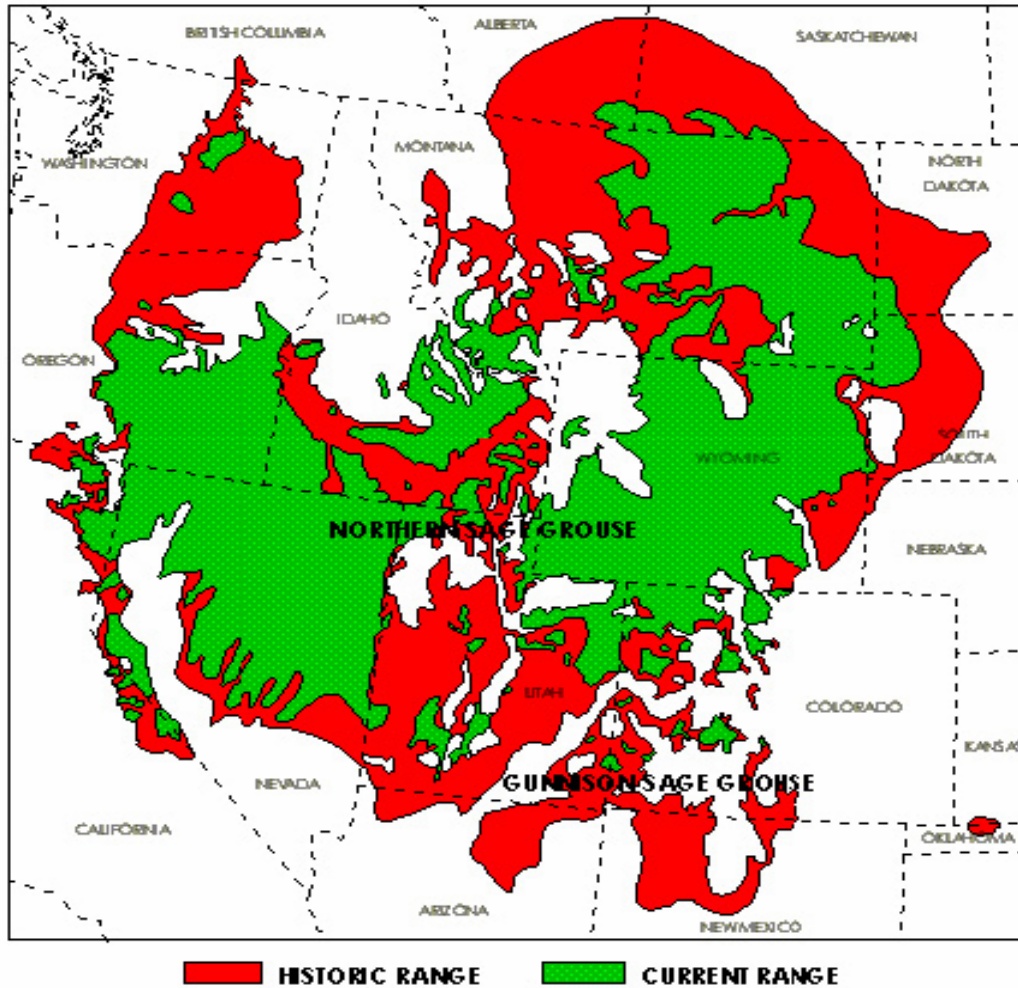 BRITISH COLUMBIA
ALBERTA
SASKATCHEWAN
WASHINGTON
MONTANA
NORTH
DAKOTA
IDAHO
OREGON
SOUTH
DAKOTA
WYOMING
NORTHERN SAGE GROUSE
NEBRASKA
UTAH
COLORADO
KANSAS
NEVADA
GUNNISON SAGE GROUSE
CALIFORNIA
OKLAHOMA
ARIZONA
NEW MEXICO
HISTORIC RANGE
CURRENT RANGE